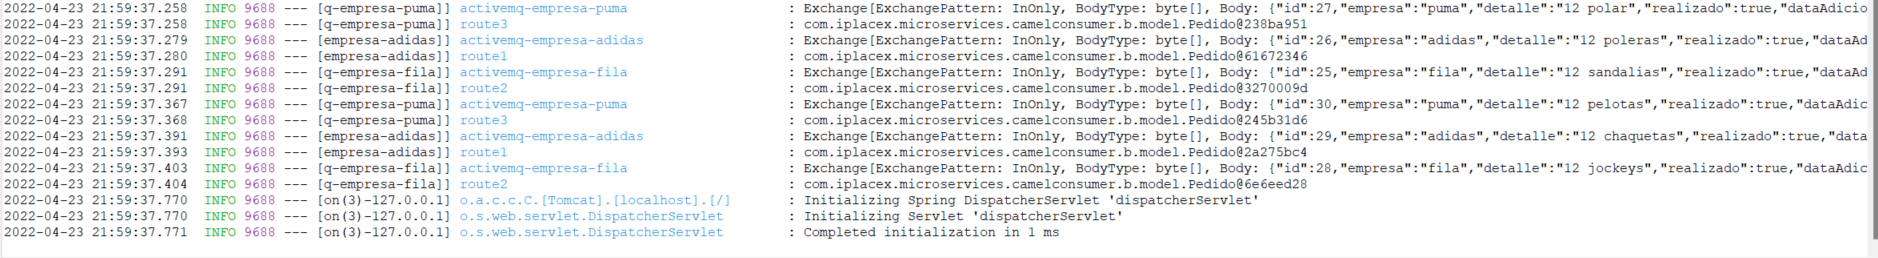 2022-04-23 21:59:37.258 INFO 9688 --- [q-empresa-puma]] activemq-empresa-puma : Exchange[ExchangePattern: InOnly, BodyType: byte[], Body: {"id":27,"empresa":"puma","detalle":"12 polar","realizado":true,"dataAdicio
2022-04-23 21:59:37.258 INFO 9688 --- [q-empresa-puma]] route3 : com.iplacex.microservices.camelconsumer.b.model.Pedido@238ba951
2022-04-23 21:59:37.279 INFO 9688 --- [empresa-adidas]] activemq-empresa-adidas : Exchange[ExchangePattern: InOnly, BodyType: byte[], Body: {"id":26,"empresa":"adidas","detalle":"12 poleras","realizado":true,"dataAd
2022-04-23 21:59:37.280 INFO 9688 --- [empresa-adidas]] route1 : com.iplacex.microservices.camelconsumer.b.model.Pedido@61672346
2022-04-23 21:59:37.291 INFO 9688 --- [q-empresa-fila]] activemq-empresa-fila : Exchange[ExchangePattern: InOnly, BodyType: byte[], Body: {"id":25,"empresa":"fila","detalle":"12 sandalias","realizado":true,"dataAd
2022-04-23 21:59:37.291 INFO 9688 --- [q-empresa-fila]] route2 : com.iplacex.microservices.camelconsumer.b.model.Pedido@3270009d
2022-04-23 21:59:37.367 INFO 9688 --- [q-empresa-puma]] activemq-empresa-puma : Exchange[ExchangePattern: InOnly, BodyType: byte[], Body: {"id":30,"empresa":"puma","detalle":"12 pelotas","realizado":true,"dataAdic
2022-04-23 21:59:37.368 INFO 9688 --- [q-empresa-puma]] route3 : com.iplacex.microservices.camelconsumer.b.model.Pedido@245b31d6
2022-04-23 21:59:37.391 INFO 9688 --- [empresa-adidas]] activemq-empresa-adidas : Exchange[ExchangePattern: InOnly, BodyType: byte[], Body: {"id":29,"empresa":"adidas","detalle":"12 chaquetas","realizado":true,"data
2022-04-23 21:59:37.393 INFO 9688 --- [empresa-adidas]] route1 : com.iplacex.microservices.camelconsumer.b.model.Pedido@2a275bc4
2022-04-23 21:59:37.403 INFO 9688 --- [q-empresa-fila]] activemq-empresa-fila : Exchange[ExchangePattern: InOnly, BodyType: byte[], Body: {"id":28,"empresa":"fila","detalle":"12 jockeys","realizado":true,"dataAdic
2022-04-23 21:59:37.404 INFO 9688 --- [q-empresa-fila]] route2 : com.iplacex.microservices.camelconsumer.b.model.Pedido@6e6eed28
2022-04-23 21:59:37.770 INFO 9688 --- [on(3)-127.0.0.1] o.a.c.c.C.[Tomcat].[localhost].[/] : Initializing Spring DispatcherServlet 'dispatcherServlet'
2022-04-23 21:59:37.770 INFO 9688 --- [on(3)-127.0.0.1] o.s.web.servlet.DispatcherServlet : Initializing Servlet 'dispatcherServlet'
2022-04-23 21:59:37.771 INFO 9688 --- [on(3)-127.0.0.1] o.s.web.servlet.DispatcherServlet : Completed initialization in 1 ms